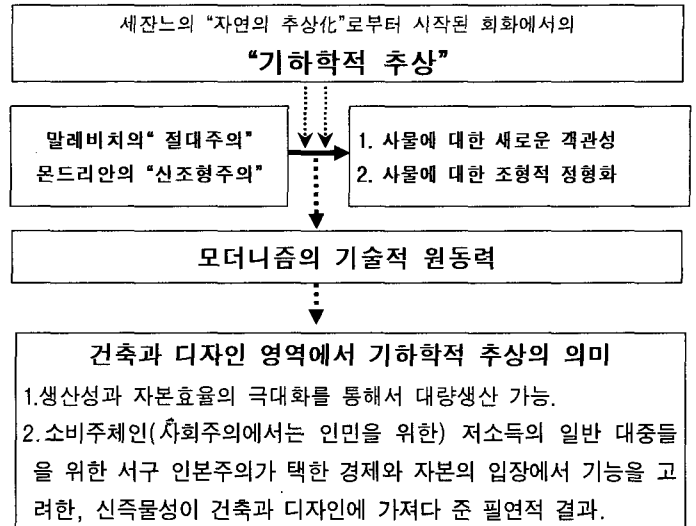 세잔느의 “자연의 추상化”로부터 시작된 회화에서의
“기하학적 추상”
말레비치의“ 절대주의”
몬드리안의 “신조형주의”
1. 사물에 대한 새로운 객관성
2. 사물에 대한 조형적 정형화
모더니즘의 기술적 원동력
건축과 디자인 영역에서 기하학적 추상의 의미
1.생산성과 자본효율의 극대화를 통해서 대량생산 가능.
2.소비주체인(사회주의에서는 인민을 위한) 저소득의 일반 대중들
을 위한 서구 인본주의가 택한 경제와 자본의 입장에서 기능을 고
려한, 신즉물성이 건축과 디자인에 가져다 준 필연적 결과.